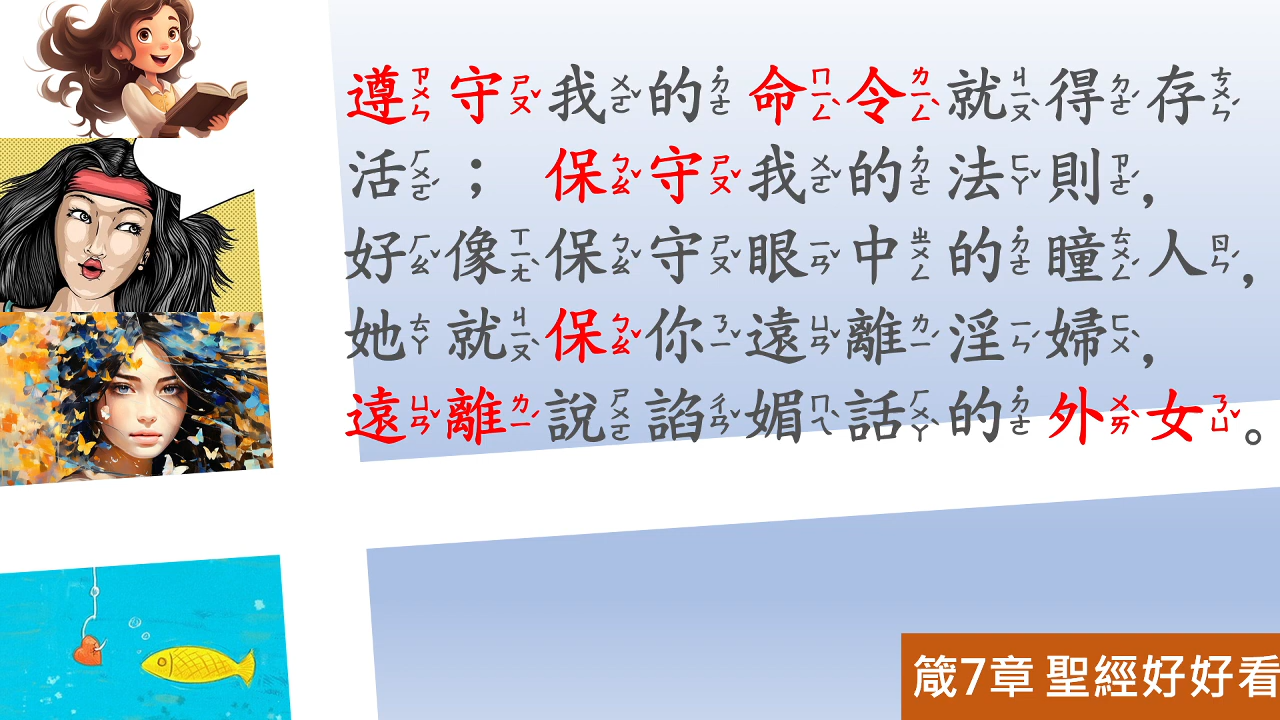 遵守我的命令就得存
活； 保守我的法則，
好像保守眼中的瞳人，
她就保你遠離淫婦，
遠離說諂媚話的外女。
箴7章 聖經好好看